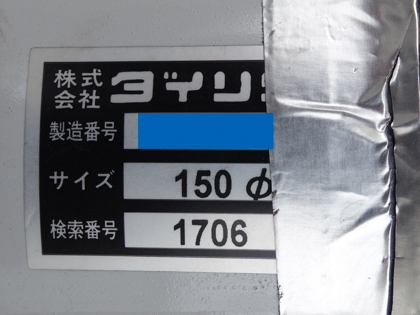 株式会社 ダイリ
製造番号
サイズ 150 φ
検索番号 1706